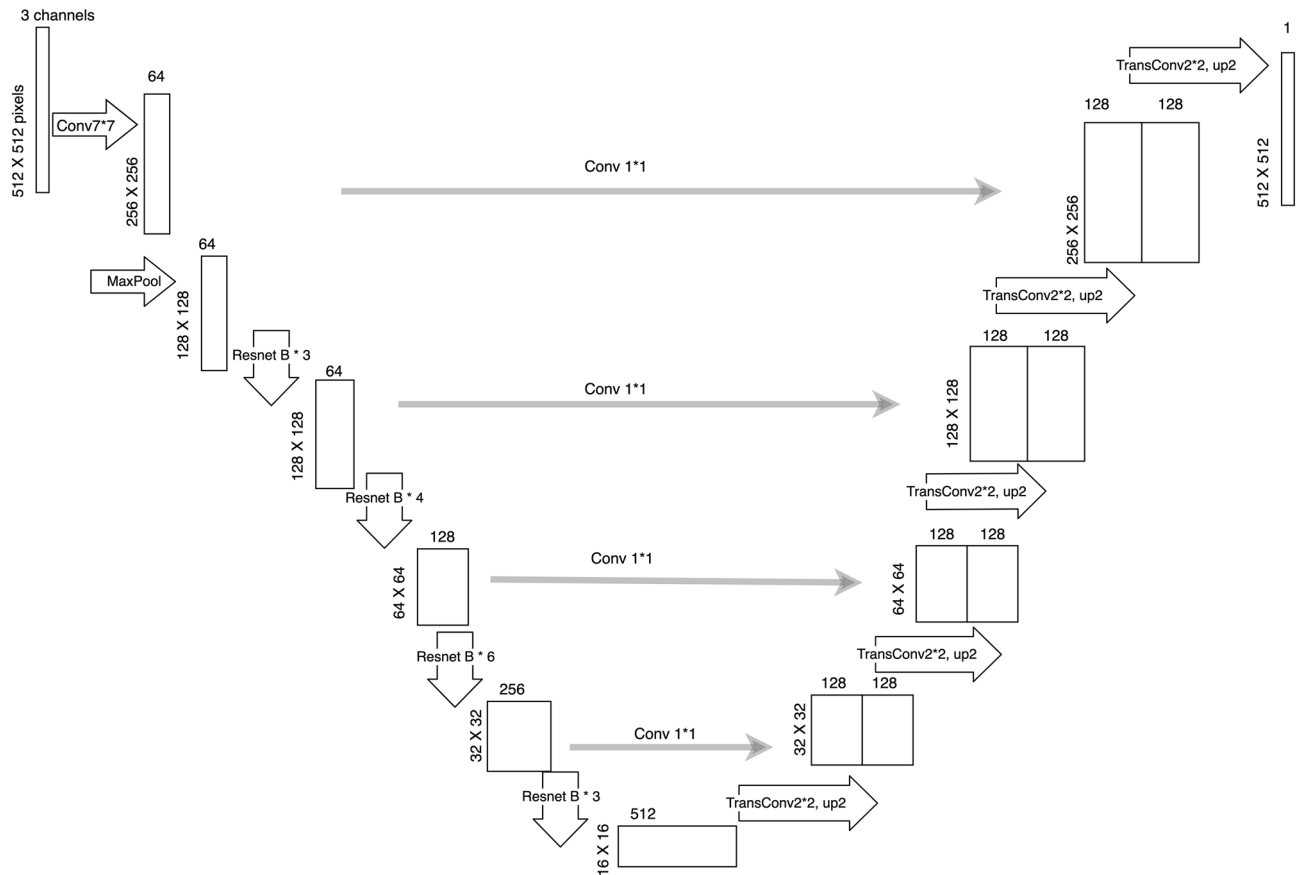 3 channels
512 X 512 pixels
Conv7*7
64
256 X 256
MaxPool
64
128 X 128
Resnet B * 3
64
128 X 128
Resnet B * 4
128
64 X 64
Resnet B * 6
256
32 X 32
Resnet B * 3
512
16 X 16
Conv 1*1
Conv 1*1
Conv 1*1
Conv 1*1
TransConv2*2, up2
128 128
32 X 32
TransConv2*2, up2
128 128
64 X 64
TransConv2*2, up2
128 128
128 X 128
TransConv2*2, up2
128 128
256 X 256
TransConv2*2, up2
1
512 X 512